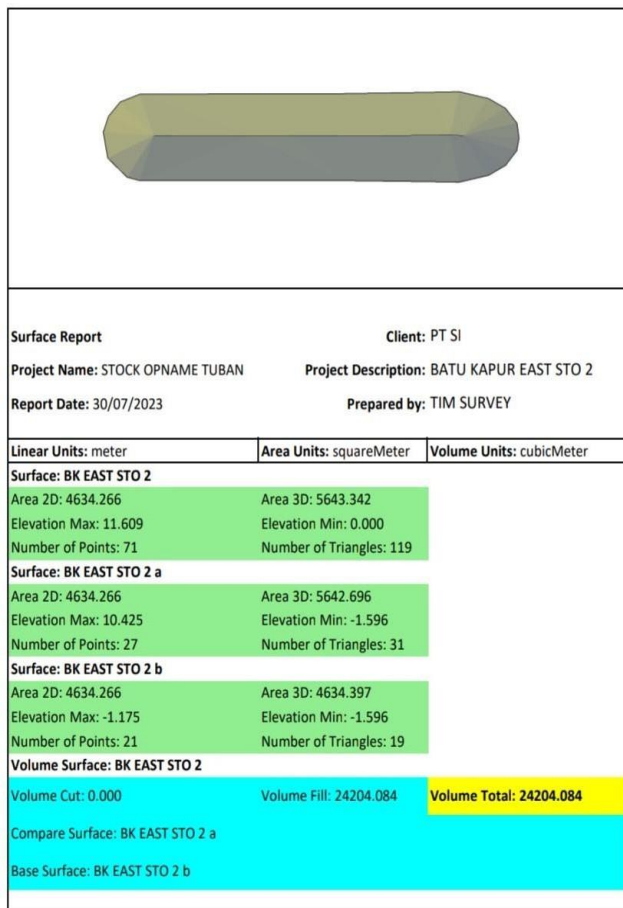 Surface Report Client: PT SI
Project Name: STOCK OPNAME TUBAN Project Description: BATU KAPUR EAST STO 2
Report Date: 30/07/2023 Prepared by: TIM SURVEY
Linear Units: meter Area Units: squareMeter Volume Units: cubicMeter
Surface: BK EAST STO 2
Area 2D: 4634.266 Area 3D: 5643.342
Elevation Max: 11.609 Elevation Min: 0.000
Number of Points: 71 Number of Triangles: 119
Surface: BK EAST STO 2 a
Area 2D: 4634.266 Area 3D: 5642.696
Elevation Max: 10.425 Elevation Min: -1.596
Number of Points: 27 Number of Triangles: 31
Surface: BK EAST STO 2 b
Area 2D: 4634.266 Area 3D: 4634.397
Elevation Max: -1.175 Elevation Min: -1.596
Number of Points: 21 Number of Triangles: 19
Volume Surface: BK EAST STO 2
Volume Cut: 0.000 Volume Fill: 24204.084 Volume Total: 24204.084
Compare Surface: BK EAST STO 2 a
Base Surface: BK EAST STO 2 b